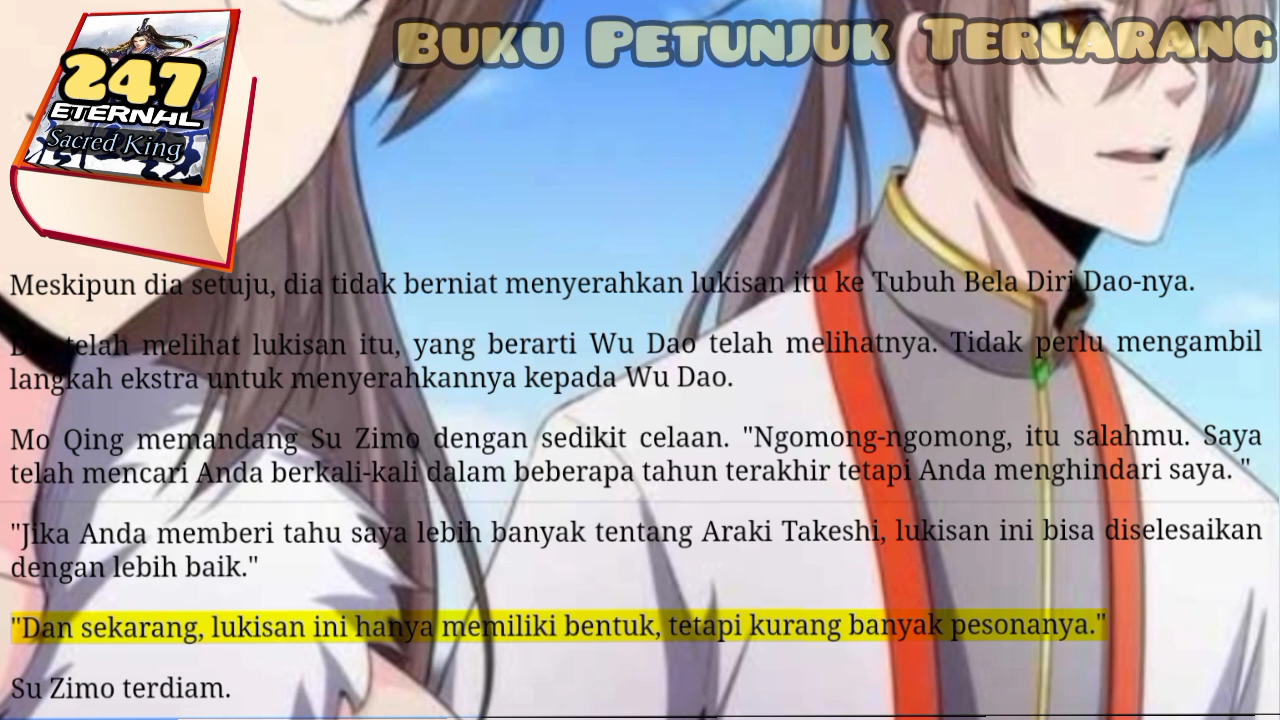 Buku Petunjuk Terlarang
247
ETERNAL
Sacred King
Meskipun dia setuju, dia tidak berniat menyerahkan lukisan itu ke Tubuh Bela Diri Dao-nya.
telah melihat lukisan itu, yang berarti Wu Dao telah melihatnya. Tidak perlu mengambil
langkah ekstra untuk menyerahkannya kepada Wu Dao.
Mo Qing memandang Su Zimo dengan sedikit celaan. "Ngomong-ngomong, itu salahmu. Saya
telah mencari Anda berkali-kali dalam beberapa tahun terakhir tetapi Anda menghindari saya. "
"Jika Anda memberi tahu saya lebih banyak tentang Araki Takeshi, lukisan ini bisa diselesaikan
dengan lebih baik."
"Dan sekarang, lukisan ini hanya memiliki bentuk, tetapi kurang banyak pesonanya."
Su Zimo terdiam.